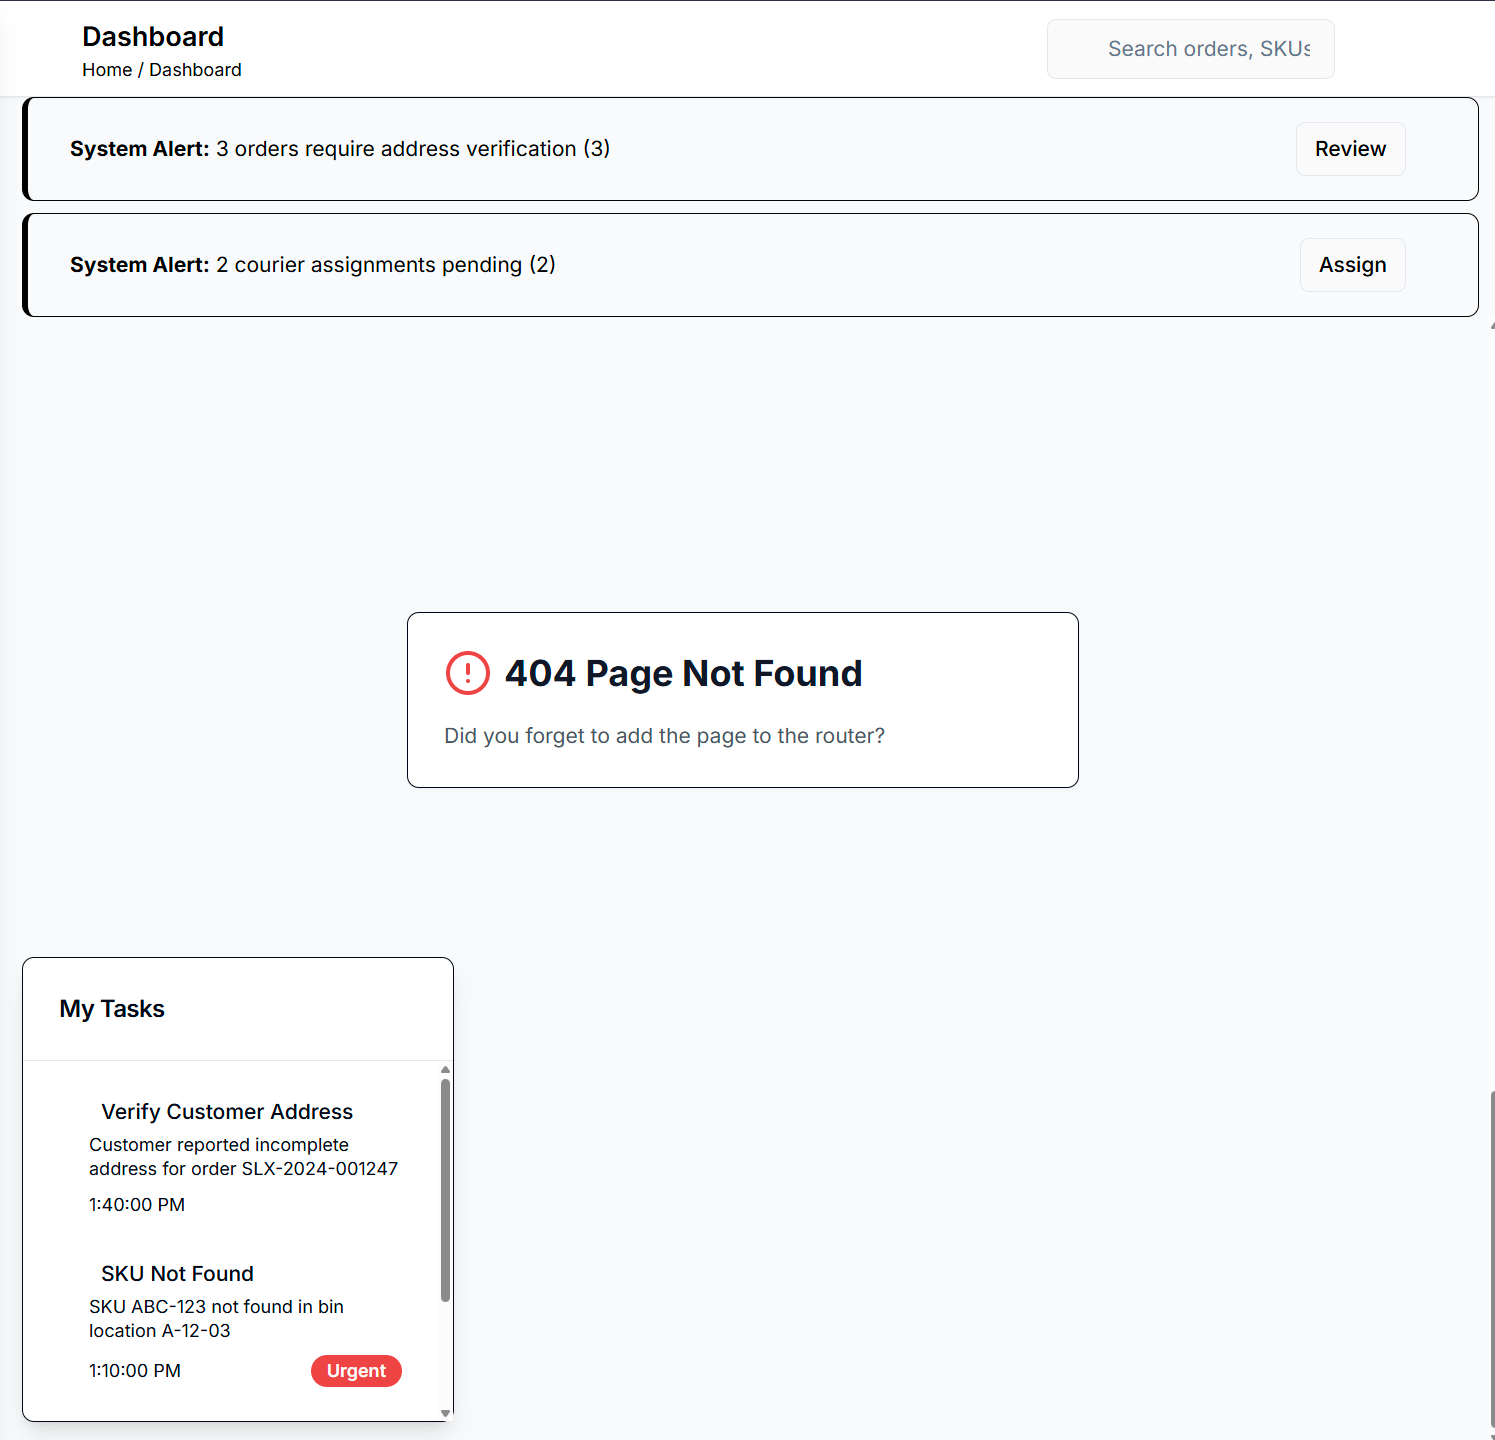 Dashboard
Home / Dashboard
Search orders, SKUs
System Alert: 3 orders require address verification (3)
Review
System Alert: 2 courier assignments pending (2)
Assign
404 Page Not Found
Did you forget to add the page to the router?
My Tasks
Verify Customer Address
Customer reported incomplete
address for order SLX-2024-001247
1:40:00 PM
SKU Not Found
SKU ABC-123 not found in bin
location A-12-03
1:10:00 PM
Urgent